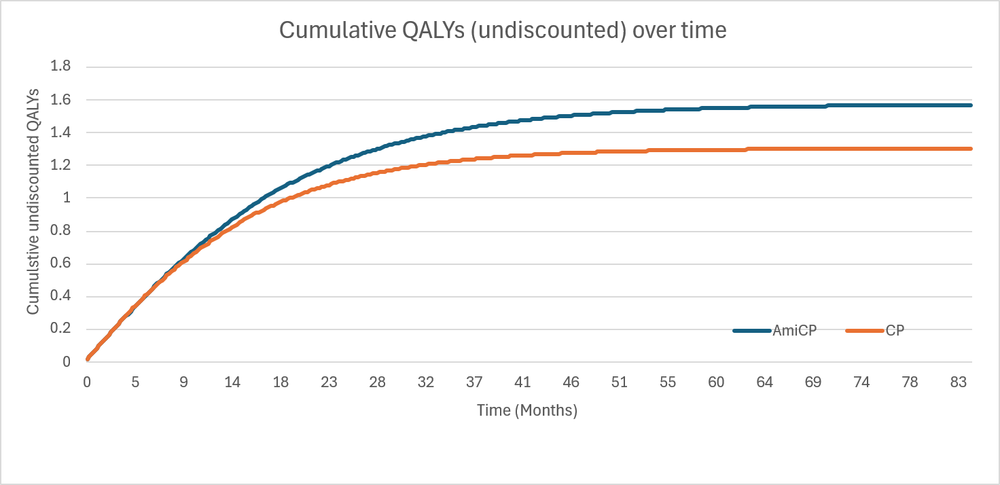 Cumulative QALYs (undiscounted) over time
Cumulstive undiscounted QALYs
1.8
1.6
1.4
1.2
1
0.8
0.6
0.4
0.2
0
AmiCP CP
0 5 9 14 18 23 28 32 37 41 46 51 55 60 64 69 74 78 83
Time (Months)